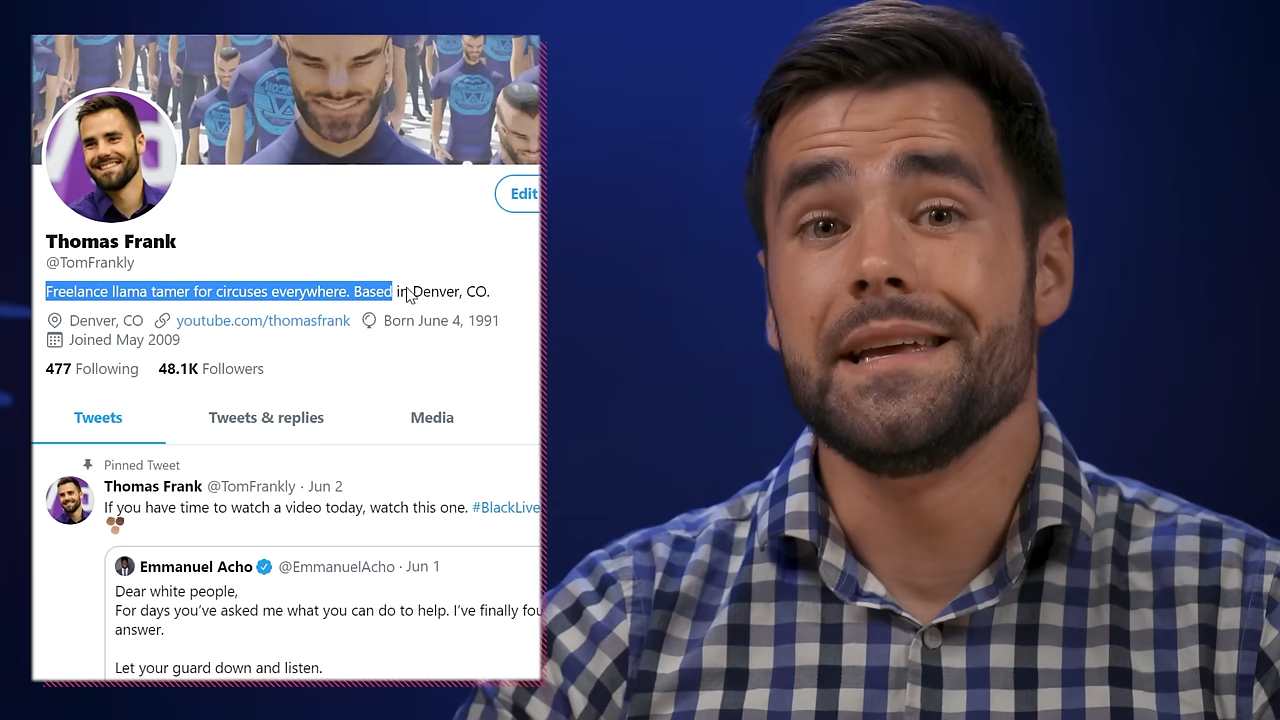 Edit
Thomas Frank
@TomFrankly
Freelance llama tamer for circuses everywhere. Based in Denver, CO.
Denver, CO youtube.com/thomasfrank Born June 4, 1991
Joined May 2009
477 Following 48.1K Followers
Tweets Tweets & replies Media
Pinned Tweet
Thomas Frank @TomFrankly · Jun 2
If you have time to watch a video today, watch this one. #BlackLive
Emmanuel Acho @EmmanuelAcho · Jun 1
Dear white people,
For days you've asked me what you can do to help. I've finally fou
answer.
Let your guard down and listen.